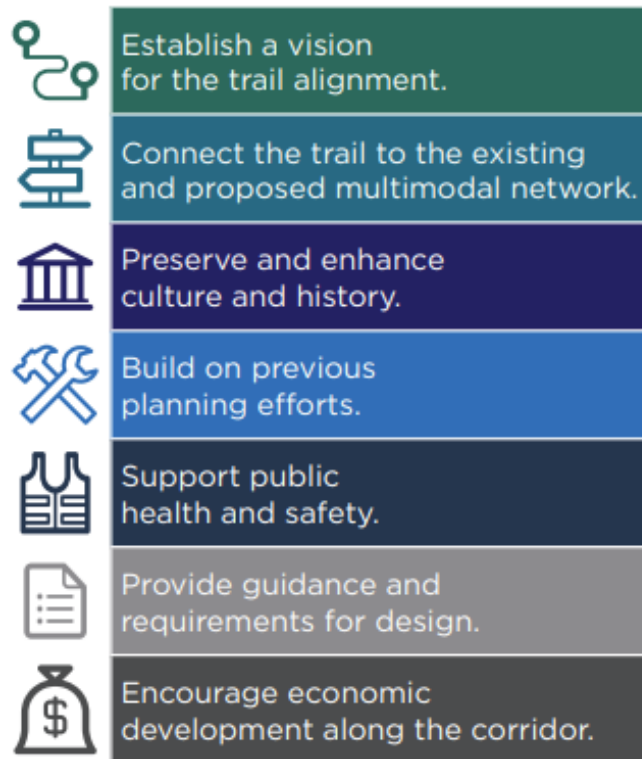 Establish a vision
for the trail alignment.
Connect the trail to the existing
and proposed multimodal network.
Preserve and enhance
culture and history.
Build on previous
planning efforts.
Support public
health and safety.
Provide guidance and
requirements for design.
$
Encourage economic
development along the corridor.